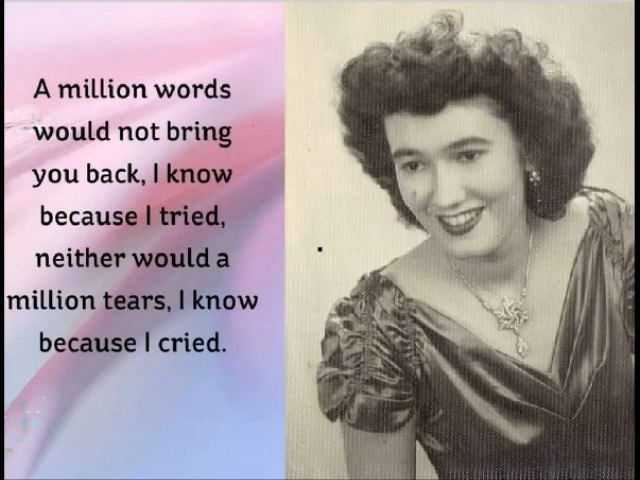 A million words
would not bring
you back, I know
because I tried,
neither would a
million tears, I know
because I cried.